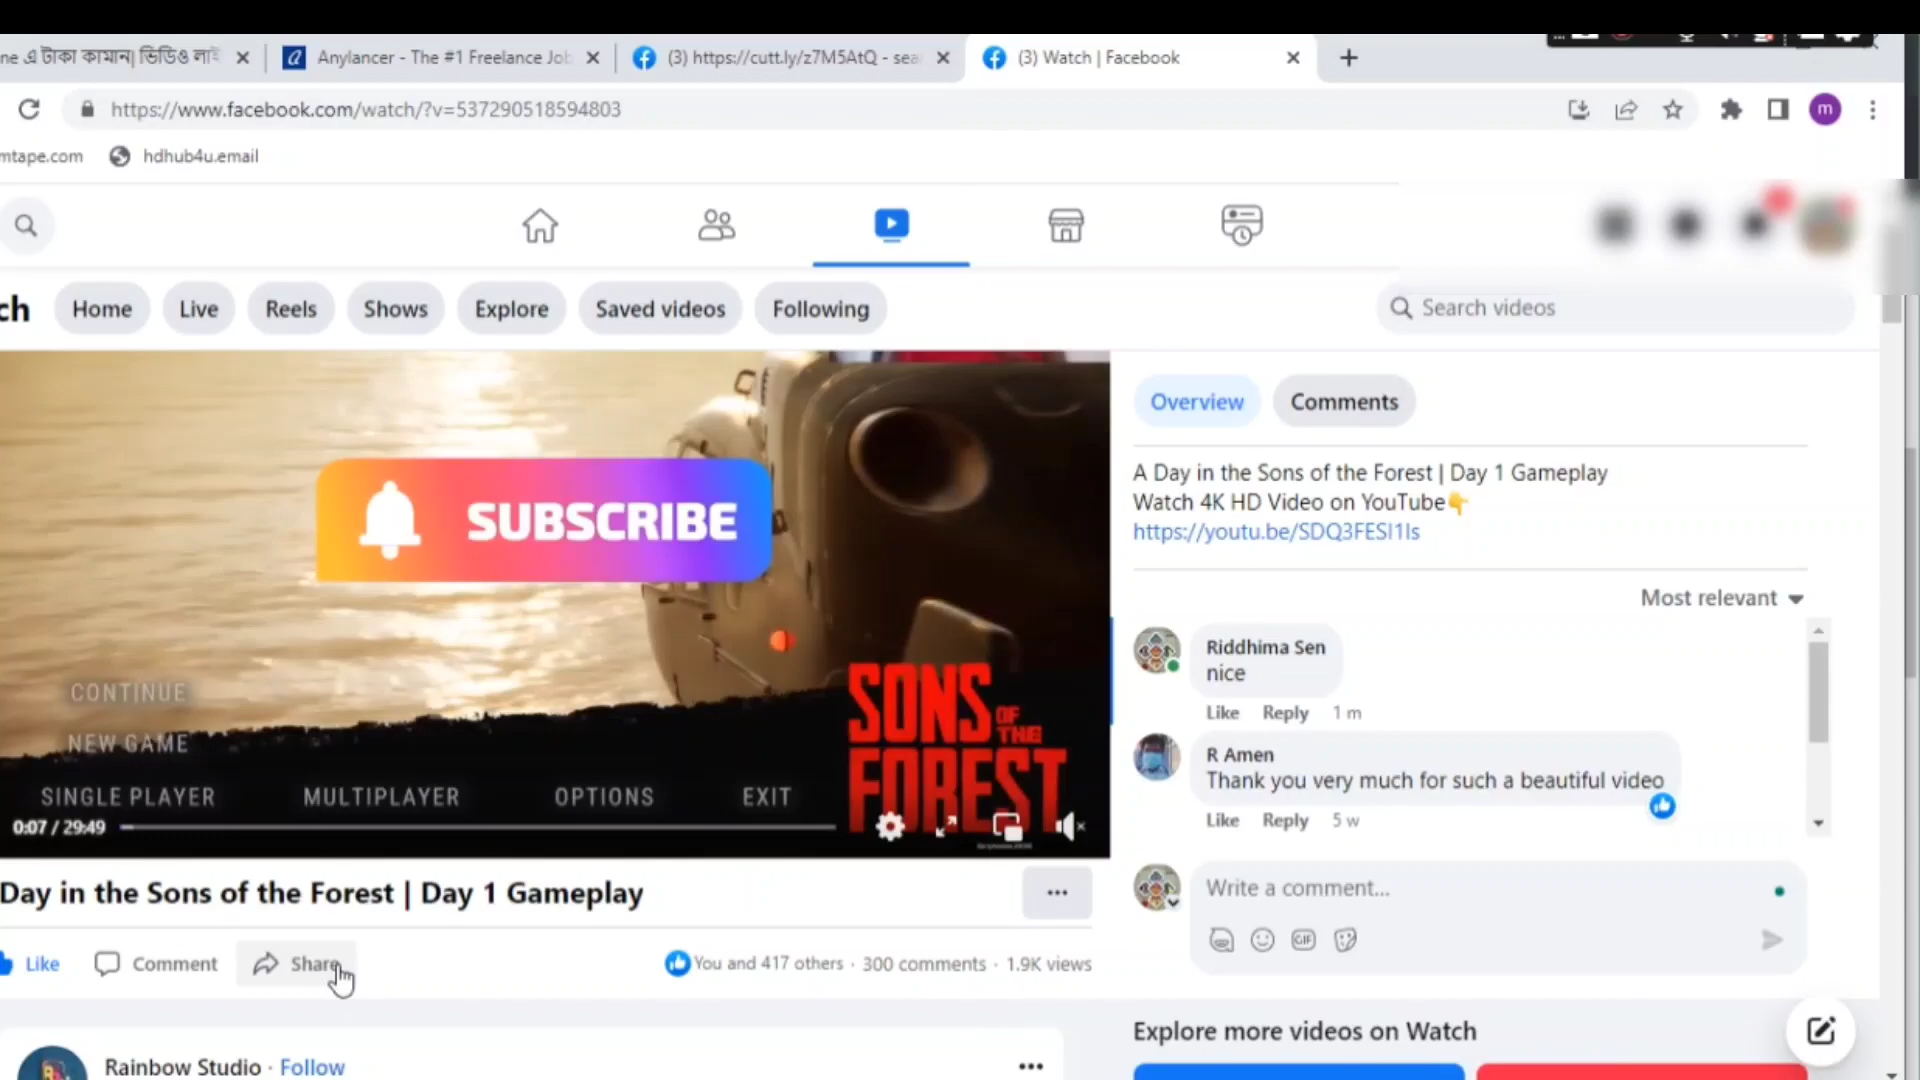 ne এ টাকা কামান| ভিডিও লাই
Anylancer - The #1 Freelance Job
(3) https://cutt.ly/z7M5AtQ - sea
(3) Watch | Facebook
https://www.facebook.com/watch/?v=537290518594803
m
mtape.com
hdhub4u.email
ch
Home
Live
Reels
Shows
Explore
Saved videos
Following
Search videos
SUBSCRIBE
CONTINUE
NEW GAME
SINGLE PLAYER
MULTIPLAYER
OPTIONS
EXIT
SONS OF THE
FOREST
0:07 / 29:49
Day in the Sons of the Forest | Day 1 Gameplay
Like
Comment
Share
You and 417 others · 300 comments · 1.9K views
Rainbow Studio · Follow
Overview
Comments
A Day in the Sons of the Forest | Day 1 Gameplay
Watch 4K HD Video on YouTube👇
https://youtu.be/SDQ3FESI1Is
Most relevant
Riddhima Sen
nice
Like Reply 1 m
R Amen
Thank you very much for such a beautiful video
Like Reply 5 w
Write a comment...
GIF
Explore more videos on Watch